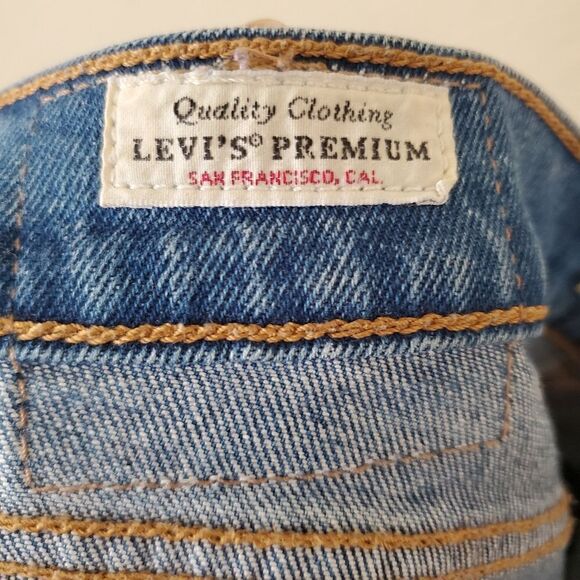 Quality Clothing
LEVI'S® PREMIUM
SAN FRANCISCO, CAL.